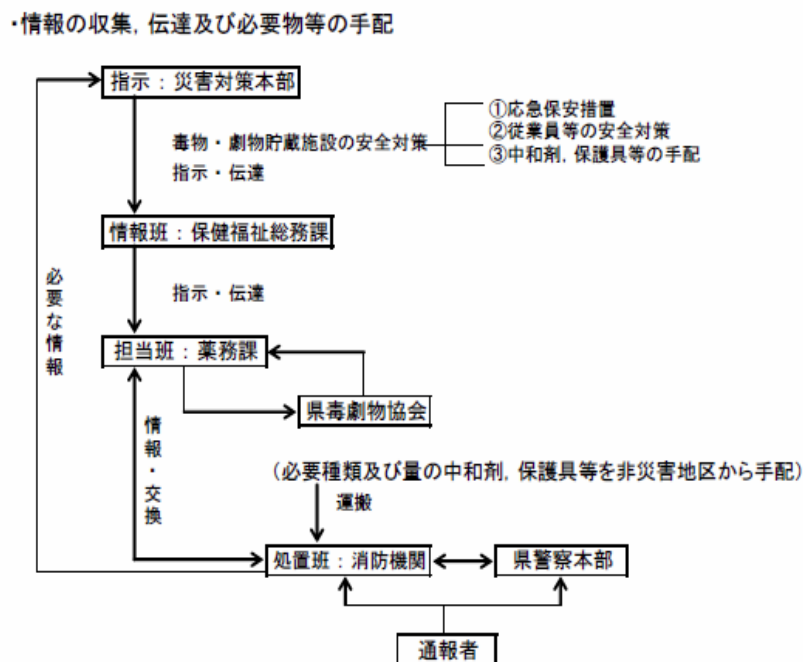 ・情報の収集, 伝達及び必要物等の手配
指示：災害対策本部
毒物・劇物貯蔵施設の安全対策
①応急保安措置
②従業員等の安全対策
③中和剤, 保護具等の手配
指示・伝達
情報班：保健福祉総務課
指示・伝達
必要な情報
担当班：薬務課
県毒劇物協会
情報・交換
（必要種類及び量の中和剤, 保護具等を非災害地区から手配）
運搬
処置班：消防機関
県警察本部
通報者